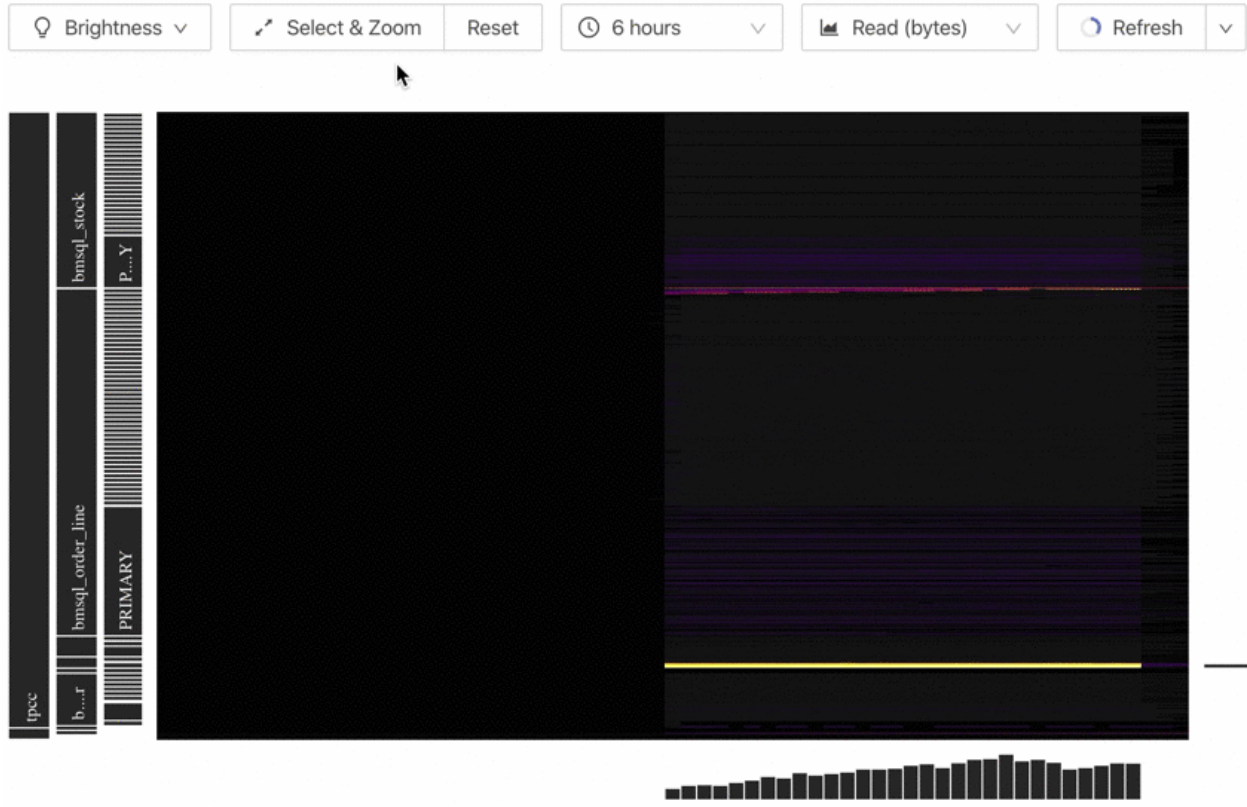 Brightness
Select & Zoom
Reset
6 hours
Read (bytes)
Refresh
bmsql_stock
P....Y
bmsql_order_line
PRIMARY
tpcc
b....r